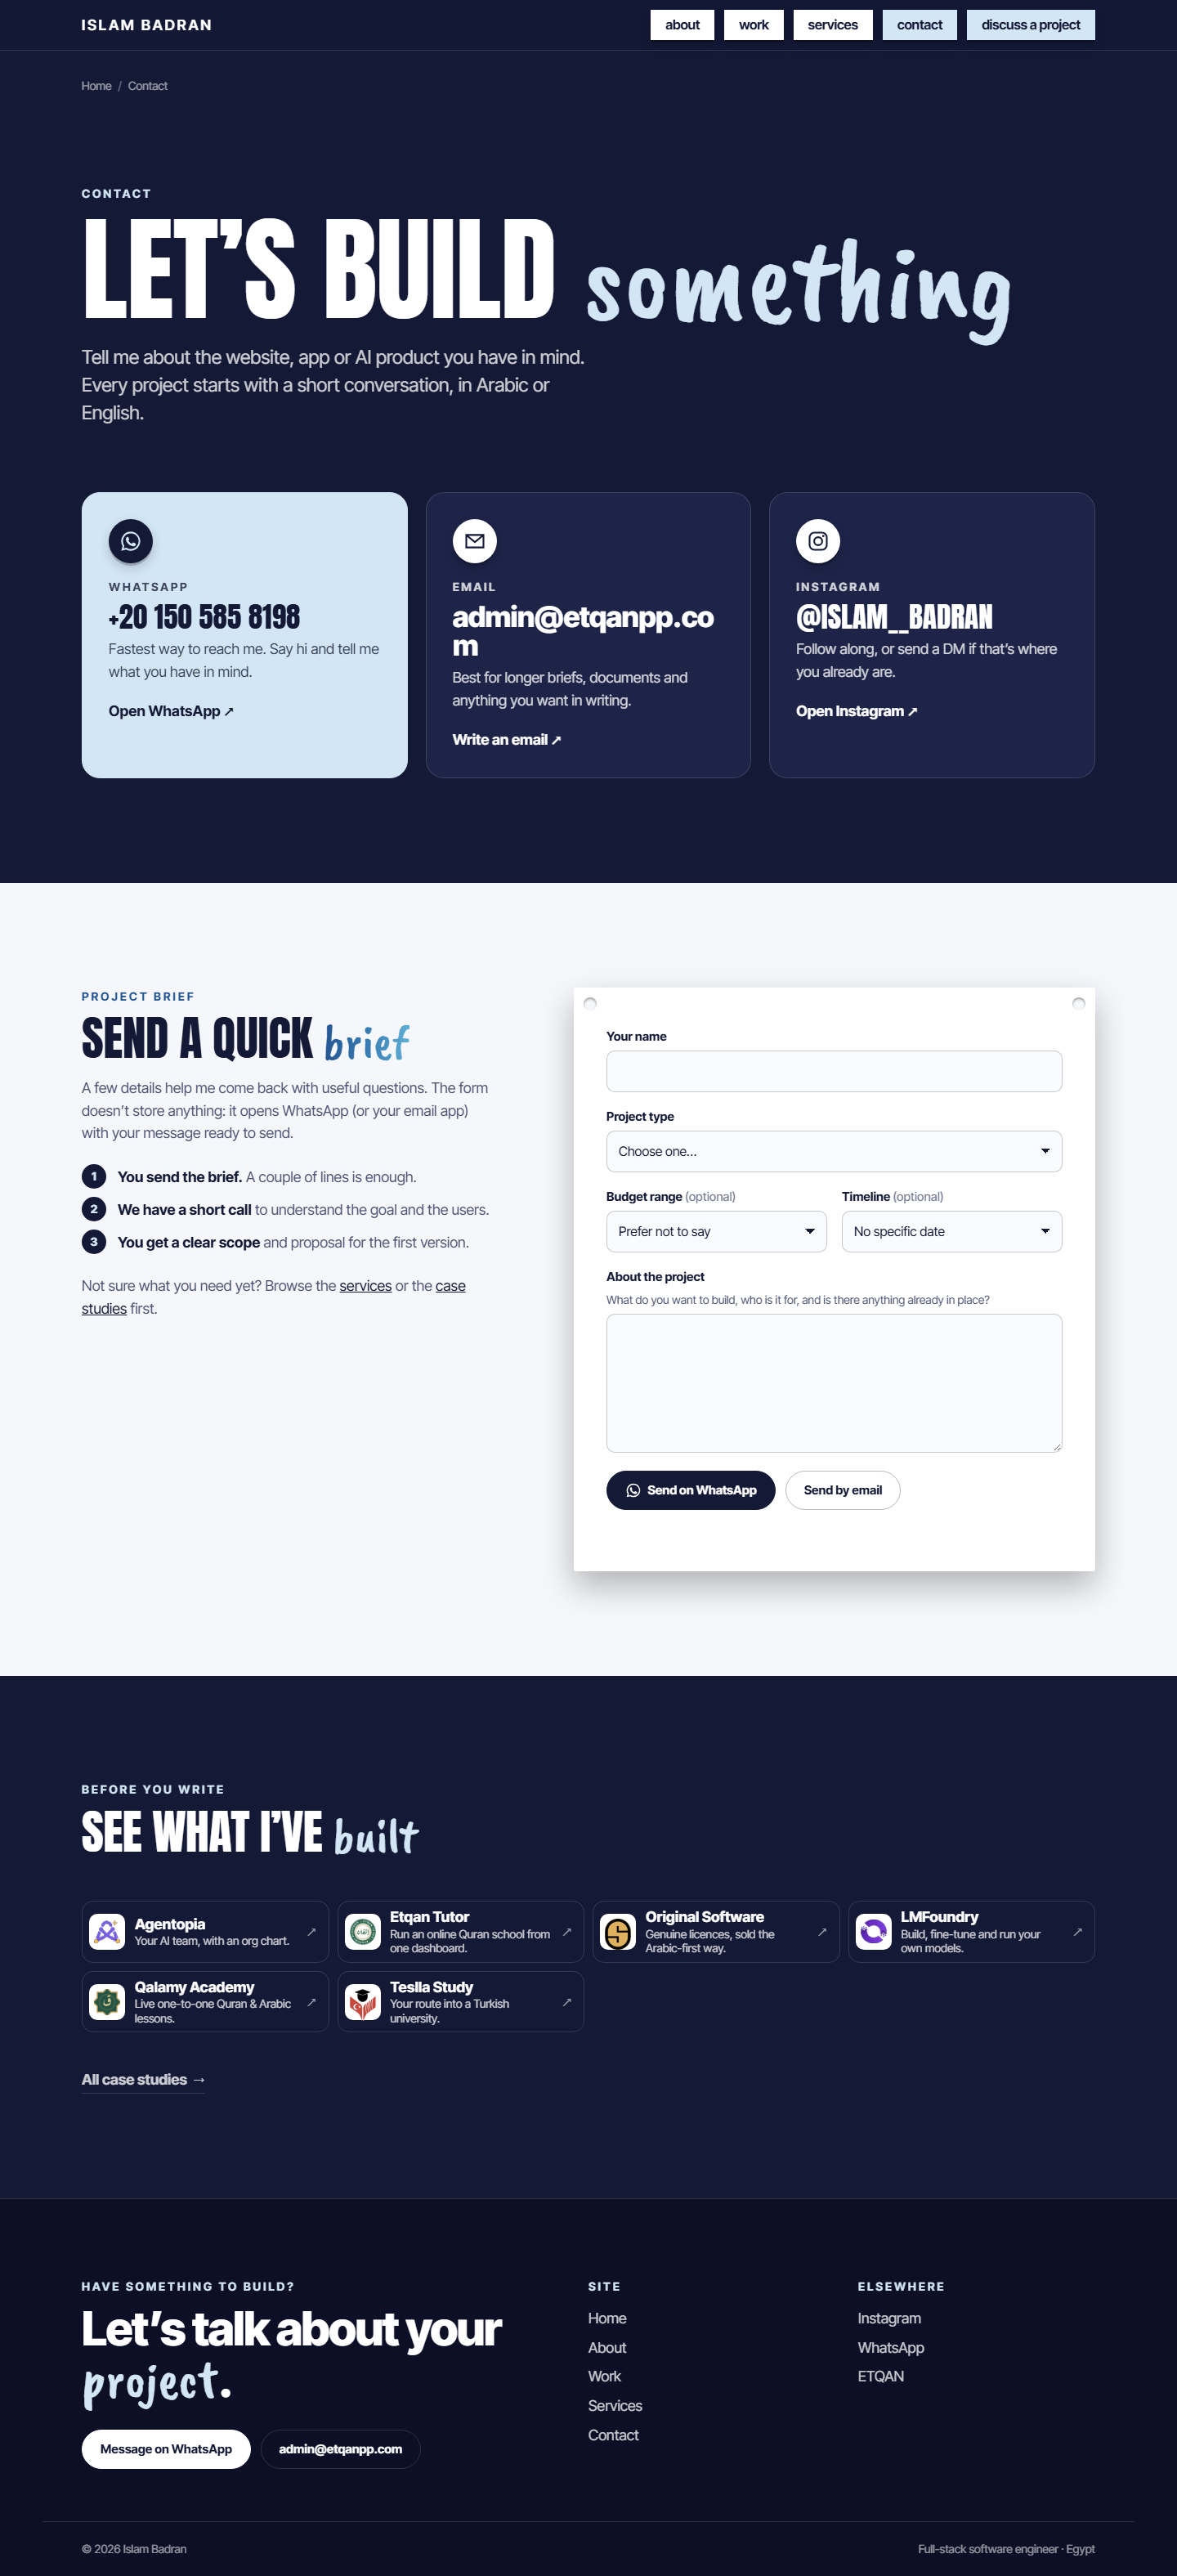 ISLAM BADRAN
about
work
services
contact
discuss a project
Home / Contact
CONTACT
LET’S BUILD something
Tell me about the website, app or AI product you have in mind.
Every project starts with a short conversation, in Arabic or
English.
WHATSAPP
+20 150 585 8198
Fastest way to reach me. Say hi and tell me
what you have in mind.
Open WhatsApp ↗
EMAIL
admin@etqanpp.co
m
Best for longer briefs, documents and
anything you want in writing.
Write an email ↗
INSTAGRAM
@ISLAM__BADRAN
Follow along, or send a DM if that’s where
you already are.
Open Instagram ↗
PROJECT BRIEF
SEND A QUICK brief
A few details help me come back with useful questions. The form
doesn’t store anything: it opens WhatsApp (or your email app)
with your message ready to send.
1 You send the brief. A couple of lines is enough.
2 We have a short call to understand the goal and the users.
3 You get a clear scope and proposal for the first version.
Not sure what you need yet? Browse the services or the case
studies first.
Your name
Project type
Choose one...
Budget range (optional)
Prefer not to say
Timeline (optional)
No specific date
About the project
What do you want to build, who is it for, and is there anything already in place?
Send on WhatsApp
Send by email
BEFORE YOU WRITE
SEE WHAT I’VE built
Agentopia
Your AI team, with an org chart.
↗
Etqan Tutor
Run an online Quran school from
one dashboard.
↗
Original Software
Genuine licences, sold the
Arabic-first way.
↗
LMFoundry
Build, fine-tune and run your
own models.
↗
Qalamy Academy
Live one-to-one Quran & Arabic
lessons.
↗
Teslla Study
Your route into a Turkish
university.
↗
All case studies →
HAVE SOMETHING TO BUILD?
Let’s talk about your
project.
Message on WhatsApp
admin@etqanpp.com
SITE
Home
About
Work
Services
Contact
ELSEWHERE
Instagram
WhatsApp
ETQAN
© 2026 Islam Badran
Full-stack software engineer · Egypt